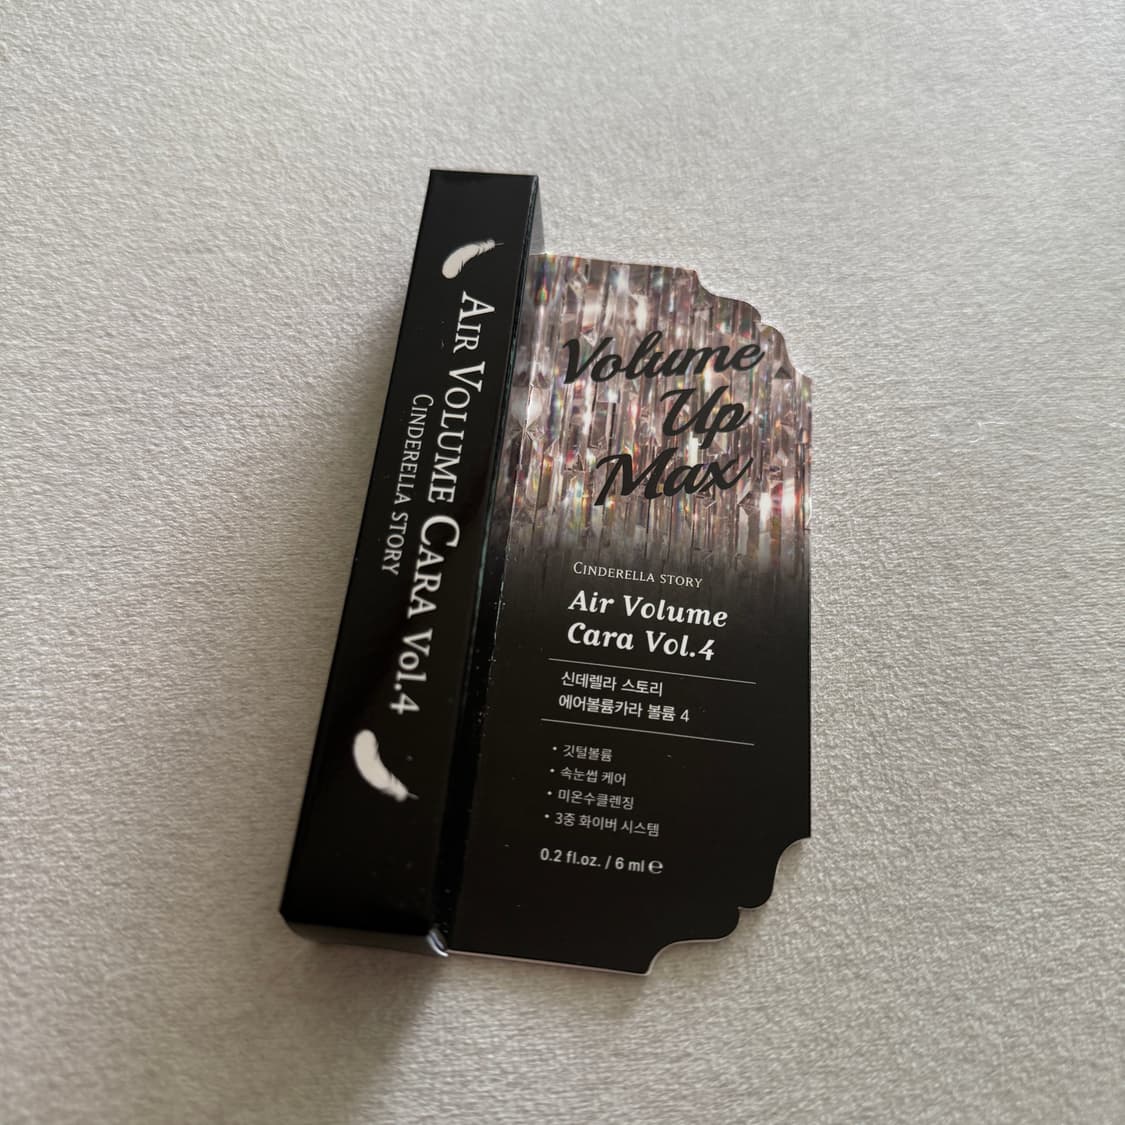 AIR VOLUME CARA VOL.4
CINDERELLA STORY
Volume
Up
Max
CINDERELLA STORY
Air Volume
Cara Vol.4
신데렐라 스토리
에어볼륨카라 볼륨 4
• 깃털볼륨
• 속눈썹 케어
• 미온수클렌징
• 3중 화이버 시스템
0.2 fl.oz. / 6 ml ℮